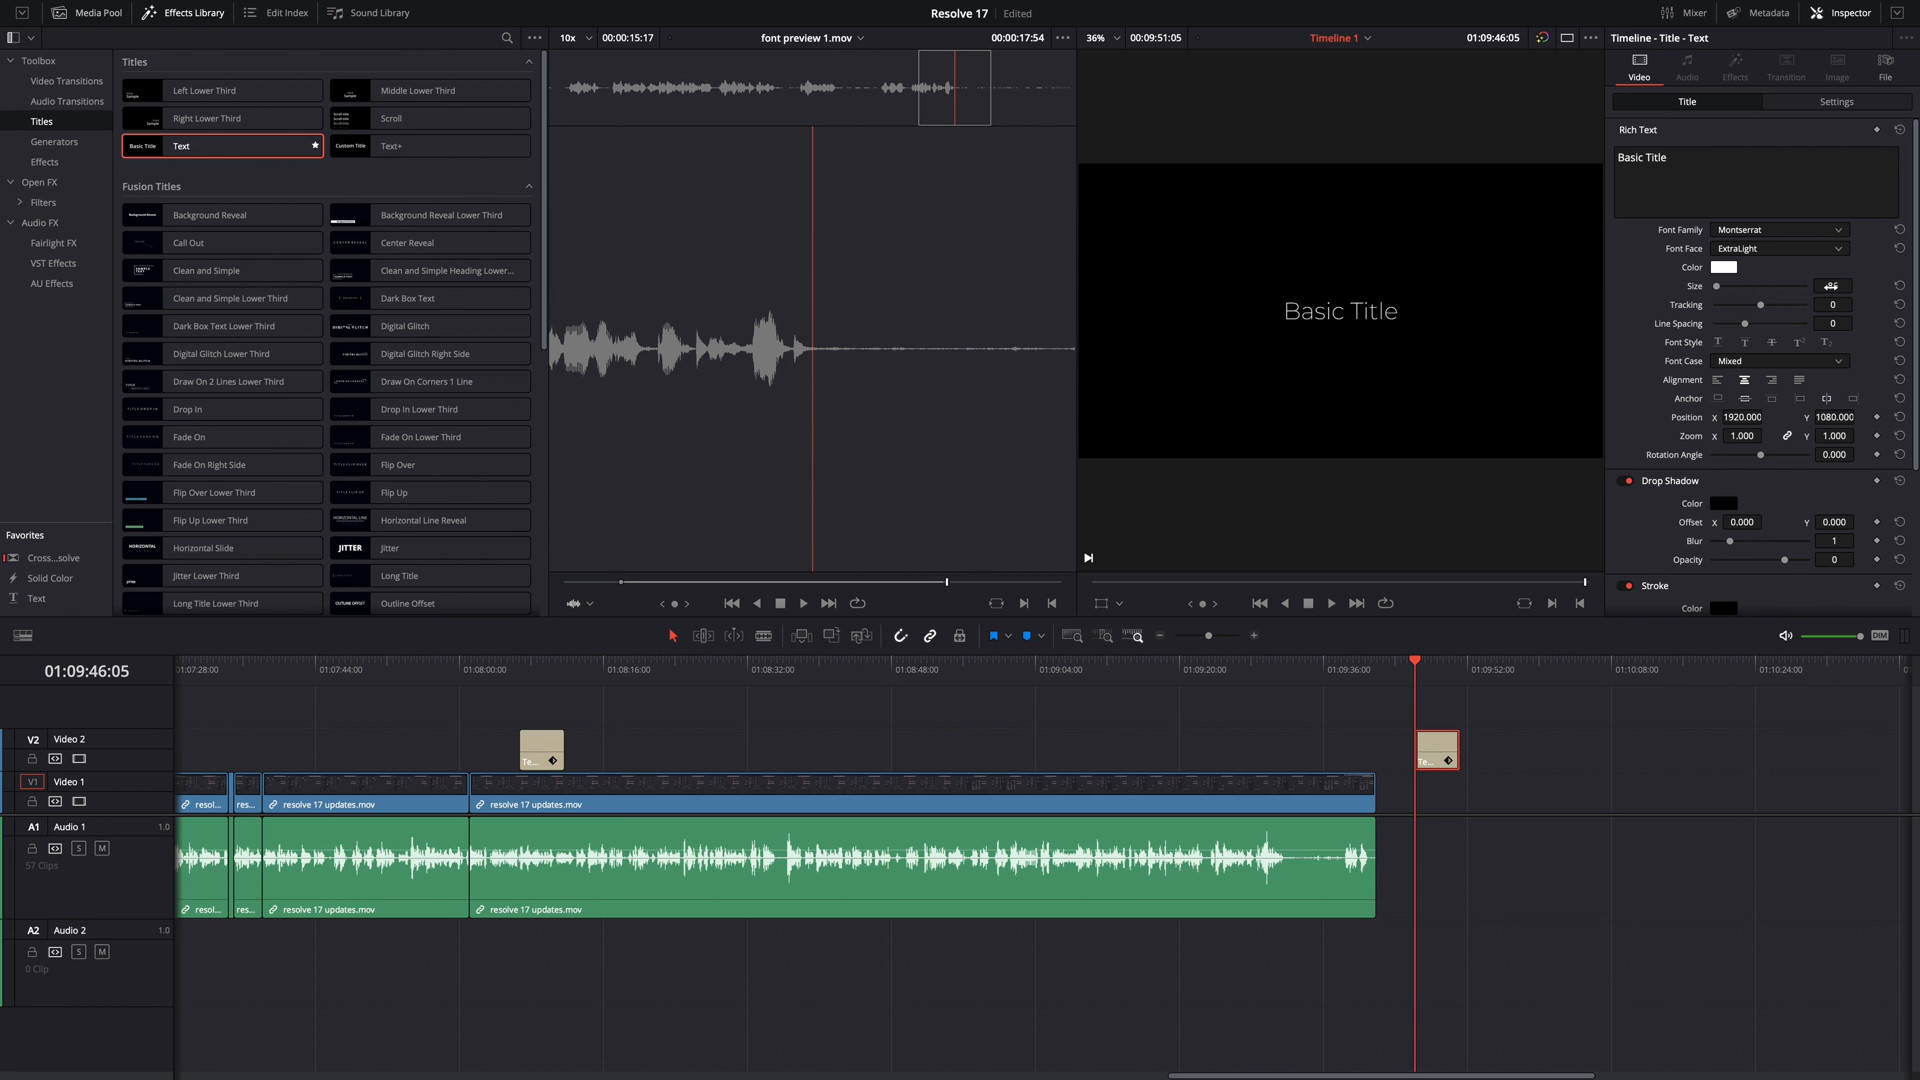 Media Pool
Effects Library
Edit Index
Sound Library
Resolve 17
Edited
Mixer
Metadata
Inspector
10x
00:00:15:17
font preview 1.mov
00:00:17:54
36%
00:09:51:05
Timeline 1
01:09:46:05
Timeline - Title - Text
Toolbox
Video Transitions
Audio Transitions
Titles
Generators
Effects
Open FX
Filters
Audio FX
Fairlight FX
VST Effects
AU Effects
Favorites
Cross...solve
Solid Color
Text
Titles
Left Lower Third
Middle Lower Third
Right Lower Third
Scroll
Basic Title
Text
Custom Title
Text+
Fusion Titles
Background Reveal
Background Reveal Lower Third
Call Out
Center Reveal
Clean and Simple
Clean and Simple Heading Lower...
Clean and Simple Lower Third
Dark Box Text
Dark Box Text Lower Third
Digital Glitch
Digital Glitch Lower Third
Digital Glitch Right Side
Draw On 2 Lines Lower Third
Draw On Corners 1 Line
Drop In
Drop In Lower Third
Fade On
Fade On Lower Third
Fade On Right Side
Flip Over
Flip Over Lower Third
Flip Up
Flip Up Lower Third
Horizontal Line Reveal
Horizontal Slide
JITTER
Jitter
Jitter Lower Third
Long Title
Long Title Lower Third
OUTLINE OFFSET
Outline Offset
Basic Title
Video
Audio
Effects
Transition
Image
File
Title
Settings
Rich Text
Basic Title
Font Family
Montserrat
Font Face
ExtraLight
Color
Size
Tracking
0
Line Spacing
0
Font Style
Font Case
Mixed
Alignment
Anchor
Position
X
1920.000
Y
1080.000
Zoom
X
1.000
Y
1.000
Rotation Angle
0.000
Drop Shadow
Color
Offset
X
0.000
Y
0.000
Blur
1
Opacity
0
Stroke
Color
DIM
01:09:46:05
01:07:28:00
01:07:44:00
01:08:00:00
01:08:16:00
01:08:32:00
01:08:48:00
01:09:04:00
01:09:20:00
01:09:36:00
01:09:52:00
01:10:08:00
01:10:24:00
V2
Video 2
Te...
Te...
V1
Video 1
resol...
res...
resolve 17 updates.mov
resolve 17 updates.mov
A1
Audio 1
1.0
S
M
57 Clips
resol...
res...
resolve 17 updates.mov
resolve 17 updates.mov
A2
Audio 2
1.0
S
M
0 Clip